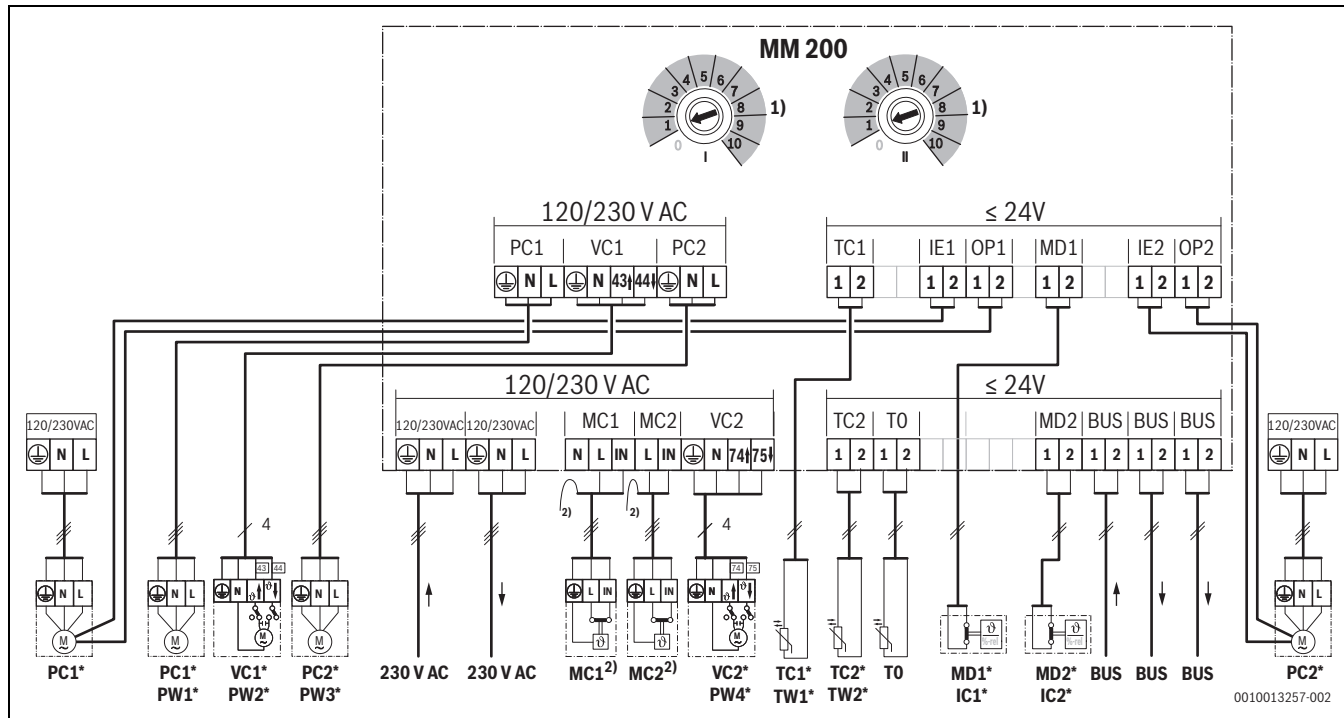 MM 200
4 5 6
3 7
2 8
1 9
0 10
I
1)
4 5 6
3 7
2 8
1 9
0 10
II
1)
120/230 V AC ≤ 24V
PC1 VC1 PC2 TC1 IE1 OP1 MD1 IE2 OP2
N L N 43 44 N L 1 2 1 2 1 2 1 2 1 2 1 2
120/230 V AC ≤ 24V
120/230VAC 120/230VAC 120/230VAC MC1 MC2 VC2 TC2 T0 MD2 BUS BUS BUS 120/230VAC
N L N L N L N L IN L IN N 74 75 1 2 1 2 1 2 1 2 1 2 1 2 N L
2) 2)
4 4
43 44 74 75
N L N L N ϑ ϑ N L L IN L IN N ϑ ϑ N L
M ~ M ~ M ~ M ~ ϑ ϑ M ~ ϑ %-rel ϑ %-rel M ~
PC1* PC1* VC1* PC2* 230 V AC 230 V AC MC1 2) MC2 2) VC2* TC1* TC2* T0 MD1* MD2* BUS BUS BUS PC2*
PW1* PW2* PW3* PW4* TW1* TW2* IC1* IC2*
0010013257-002